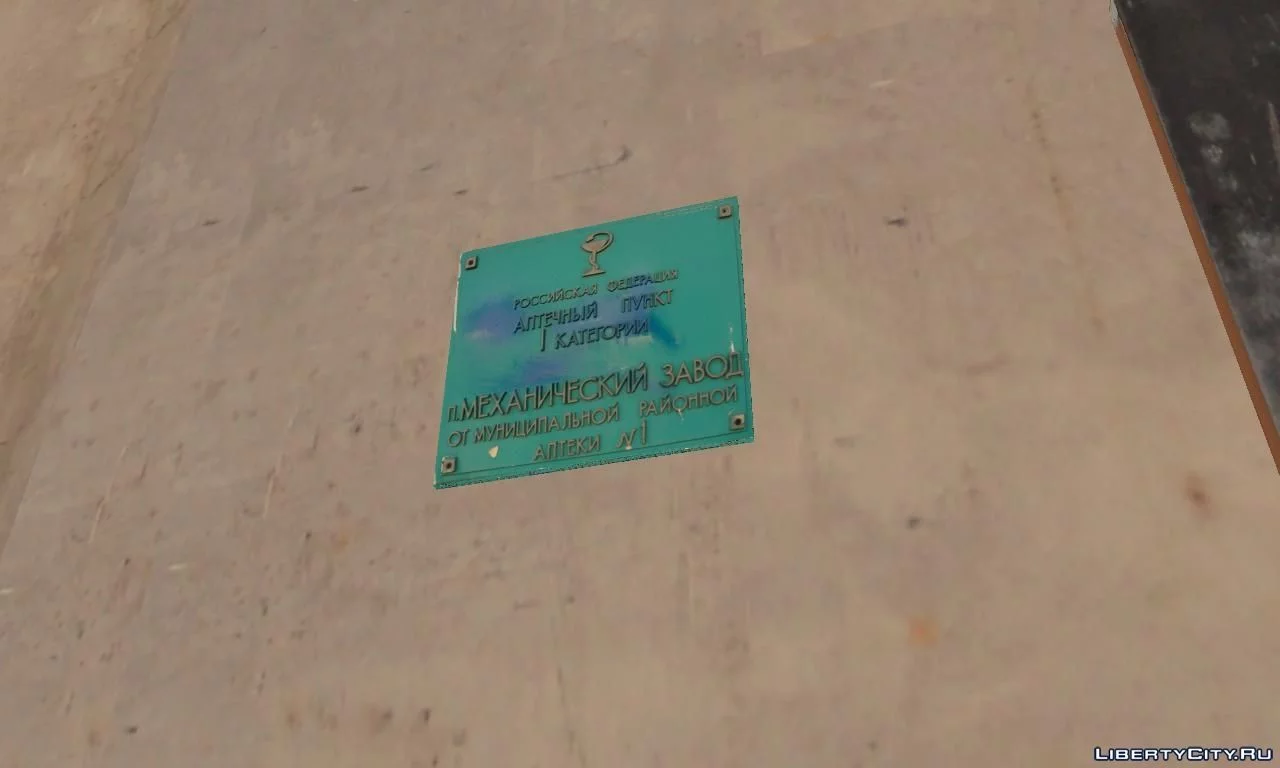 РОССИЙСКАЯ ФЕДЕРАЦИЯ
АПТЕЧНЫЙ ПУНКТ
I КАТЕГОРИИ
П.МЕХАНИЧЕСКИЙ ЗАВОД
ОТ МУНИЦИПАЛЬНОЙ РАЙОННОЙ
АПТЕКИ №1
LIBERTYCITY.RU